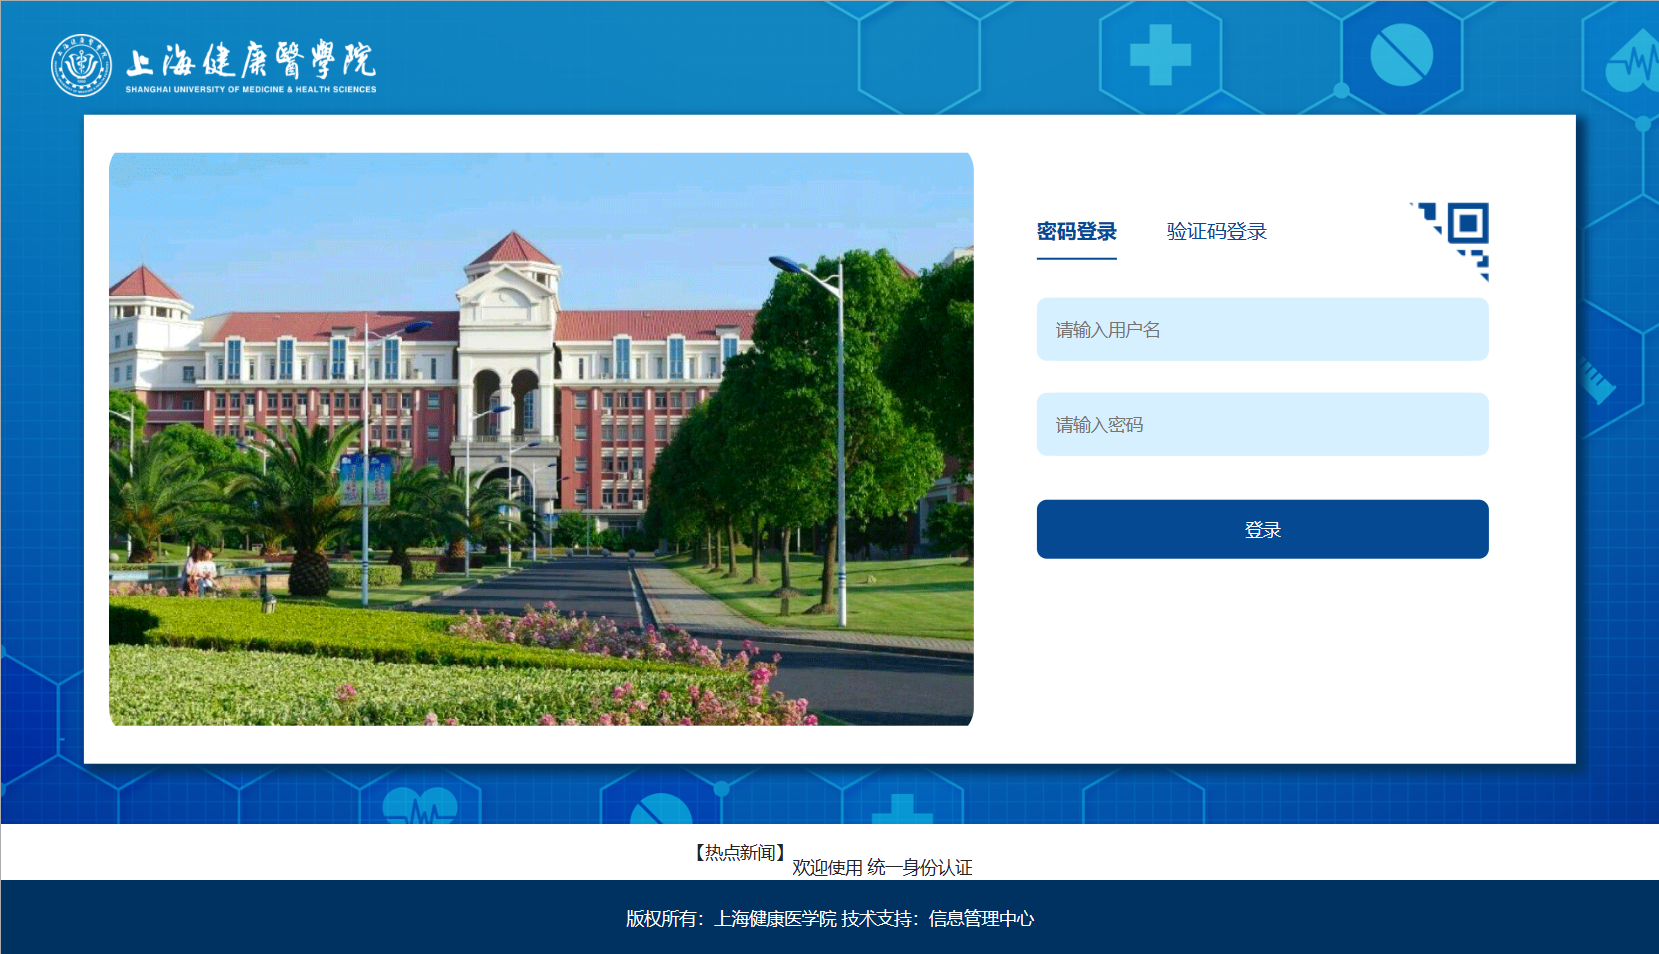 上海健康醫學院
SHANGHAI UNIVERSITY OF MEDICINE & HEALTH SCIENCES
密码登录 验证码登录
请输入用户名
请输入密码
登录
【热点新闻】
欢迎使用 统一身份认证
版权所有：上海健康医学院 技术支持：信息管理中心